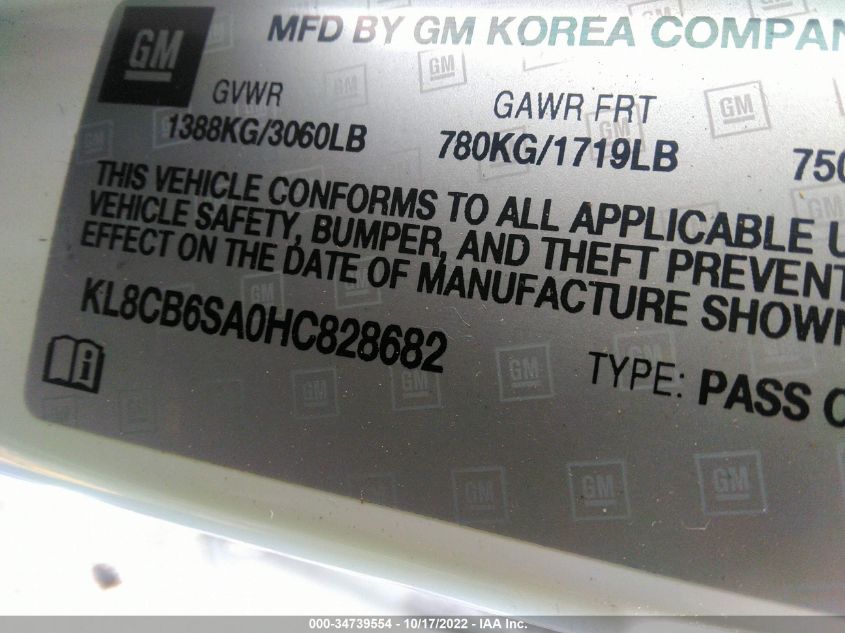 GM
MFD BY GM KOREA COMPAN
GVWR
1388KG/3060LB
GAWR FRT
780KG/1719LB
750
THIS VEHICLE CONFORMS TO ALL APPLICABLE U
VEHICLE SAFETY, BUMPER, AND THEFT PREVENT
EFFECT ON THE DATE OF MANUFACTURE SHOWN
KL8CB6SA0HC828682
TYPE: PASS C
000-34739554 - 10/17/2022 - IAA Inc.